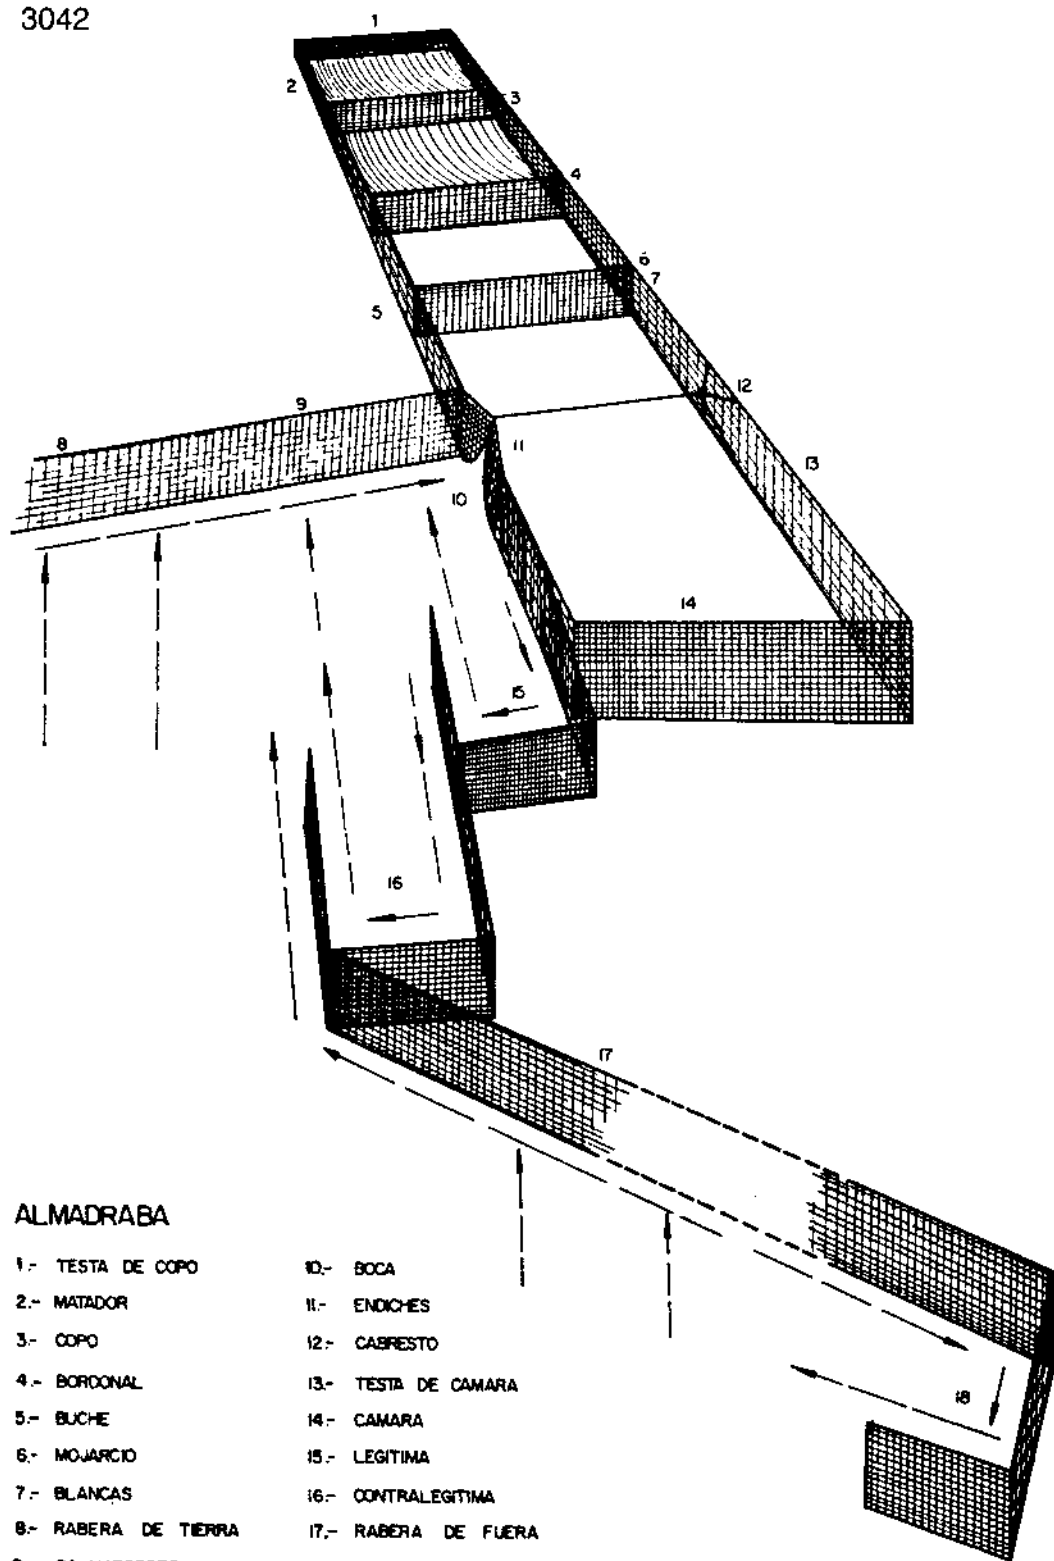 3042
1
2
3
4
6
7
5
12
9
8
11
13
10
14
15
16
17
18
ALMADRABA
1.- TESTA DE COPO
2.- MATADOR
3.- COPO
4.- BORDONAL
5.- BUCHE
6.- MOJARCIO
7.- BLANCAS
8.- RABERA DE TIERRA
10.- BOCA
11.- ENDICHES
12.- CABRESTO
13.- TESTA DE CAMARA
14.- CAMARA
15.- LEGITIMA
16.- CONTRALEGITIMA
17.- RABERA DE FUERA